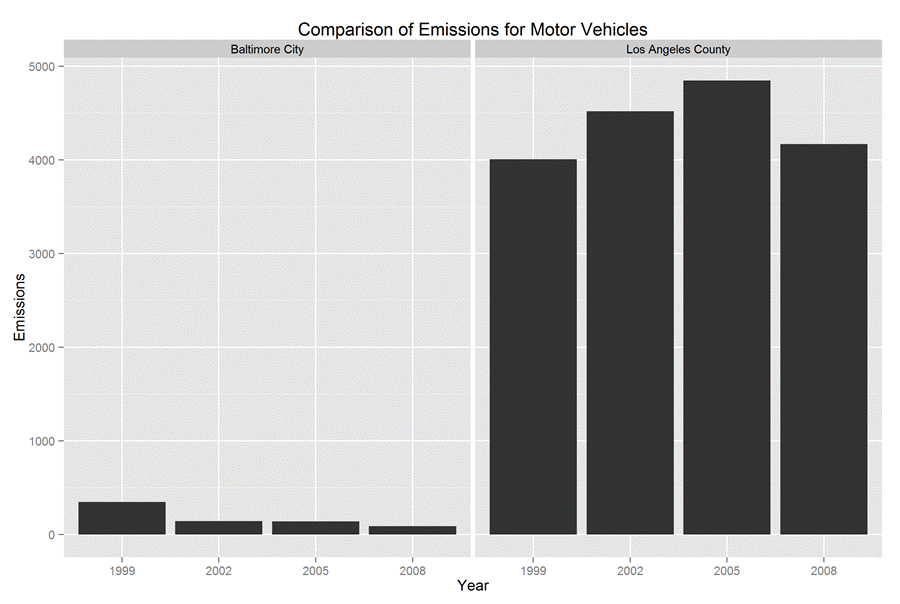 Comparison of Emissions for Motor Vehicles
Baltimore City
Los Angeles County
5000
4000
3000
2000
1000
0
Emissions
1999
2002
2005
2008
1999
2002
2005
2008
Year